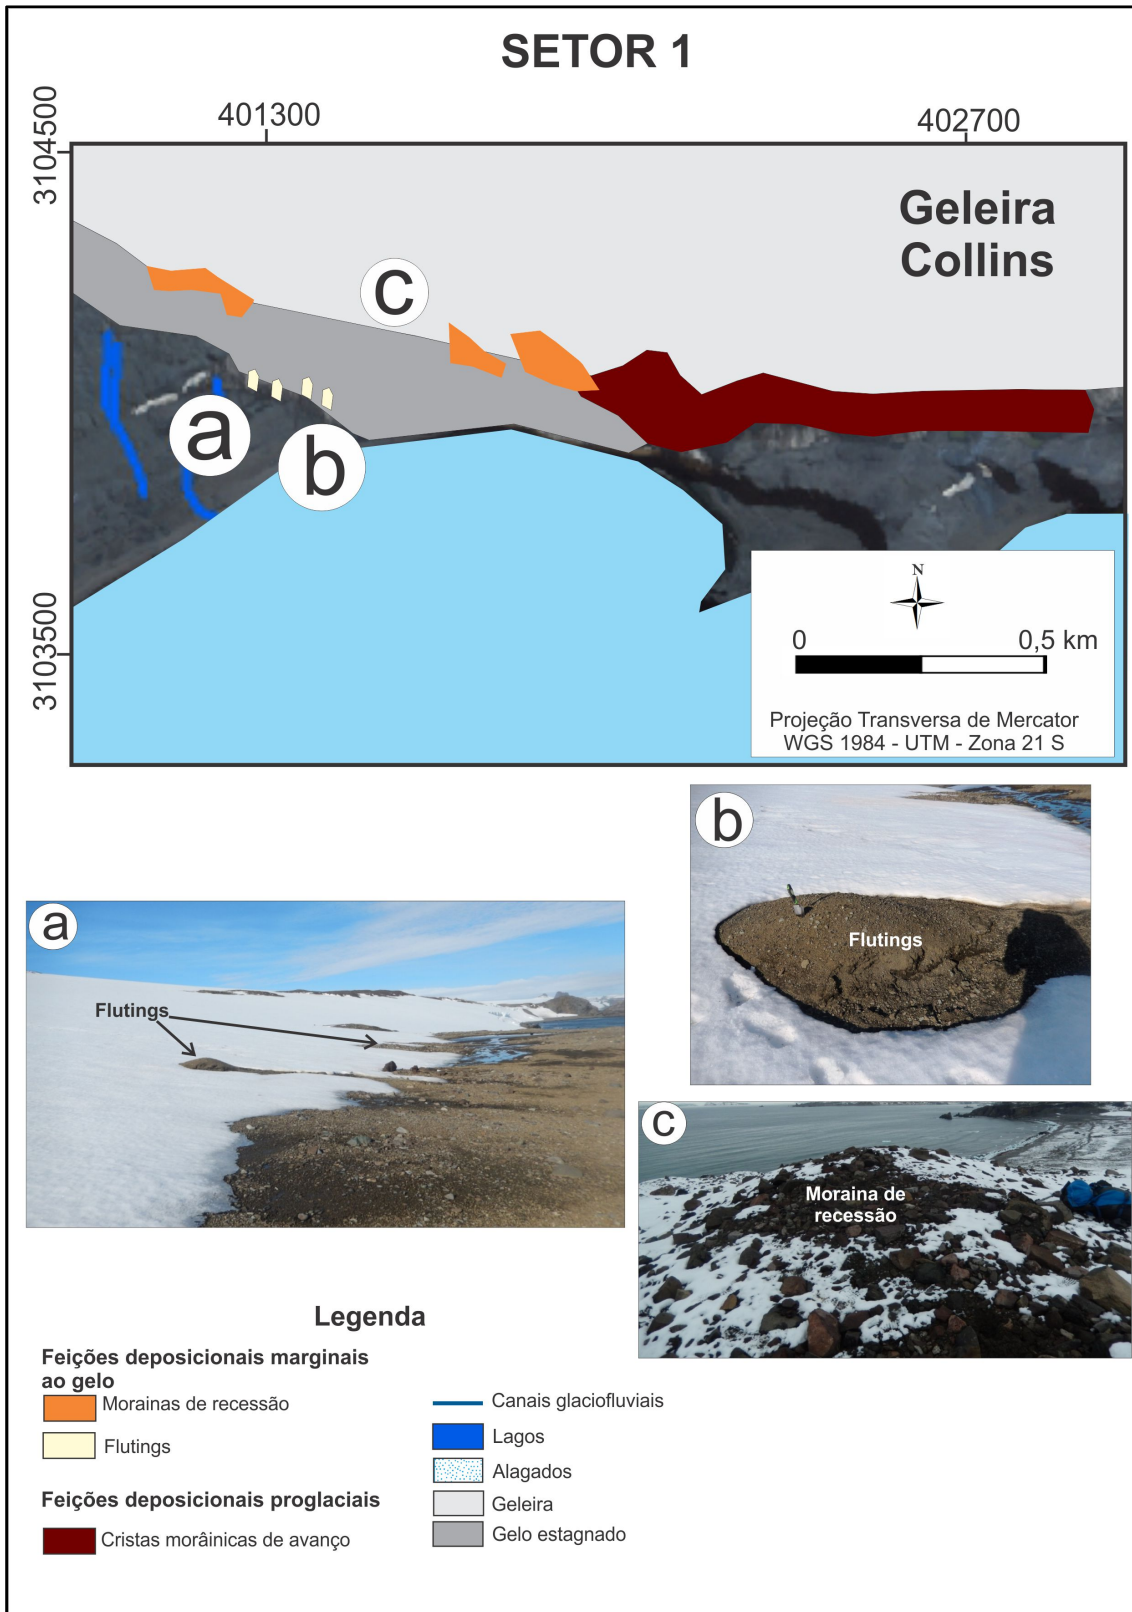 SETOR 1
401300
402700
3104500
3103500
Geleira
Collins
c
a
b
N
0
0,5 km
Projeção Transversa de Mercator
WGS 1984 - UTM - Zona 21 S
b
Flutings
a
Flutings
c
Moraina de
recessão
Legenda
Feições deposicionais marginais
ao gelo
Morainas de recessão
Flutings
Feições deposicionais proglaciais
Cristas morâinicas de avanço
Canais glaciofluviais
Lagos
Alagados
Geleira
Gelo estagnado